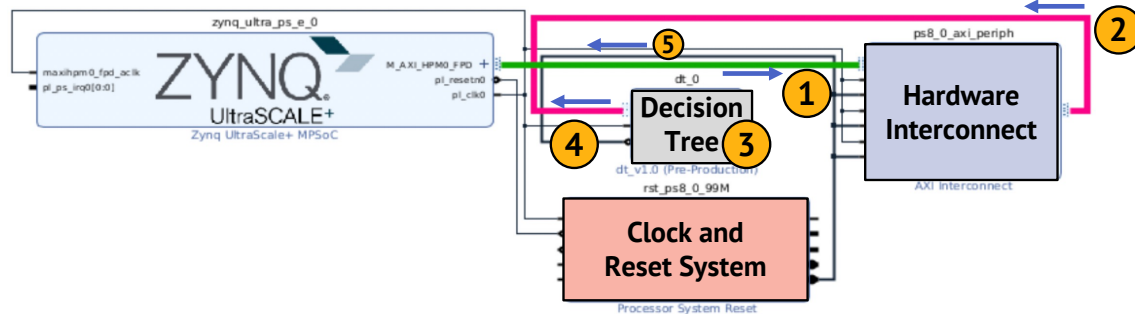 zynq_ultra_ps_e_0
maxihpm0_fpd_aclk
pl_ps_irq0[0:0]
ZYNQ
UltraSCALE+
M_AXI_HPM0_FPD
pl_resetn0
pl_clk0
Zynq UltraScale+ MPSoC
5
2
ps8_0_axi_periph
1
Hardware
Interconnect
AXI Interconnect
dt_0
Decision
Tree
3
4
dt_v1.0 (Pre-Production)
rst_ps8_0_99M
Clock and
Reset System
Processor System Reset